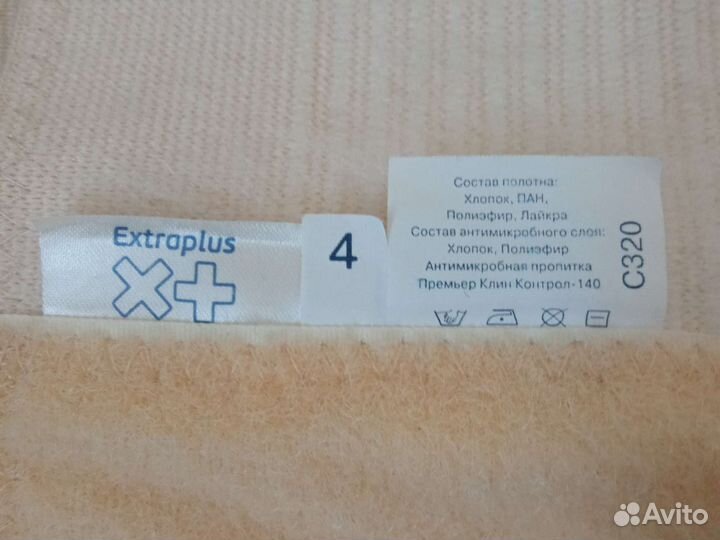 Extraplus
4
Состав полотна:
Хлопок, ПАН,
Полиэфир, Лайкра
Состав антимикробного слоя:
Хлопок, Полиэфир
Антимикробная пропитка
Премьер Клин Контрол-140
С320
Avito